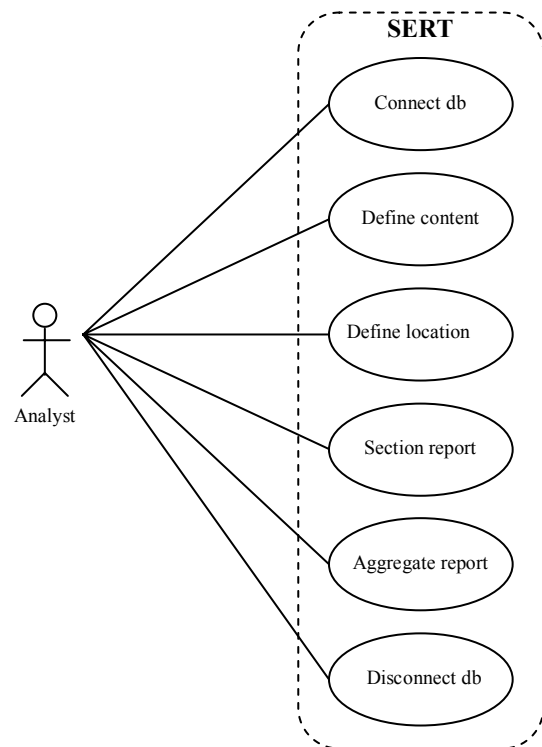 SERT
Connect db
Define content
Define location
Analyst
Section report
Aggregate report
Disconnect db